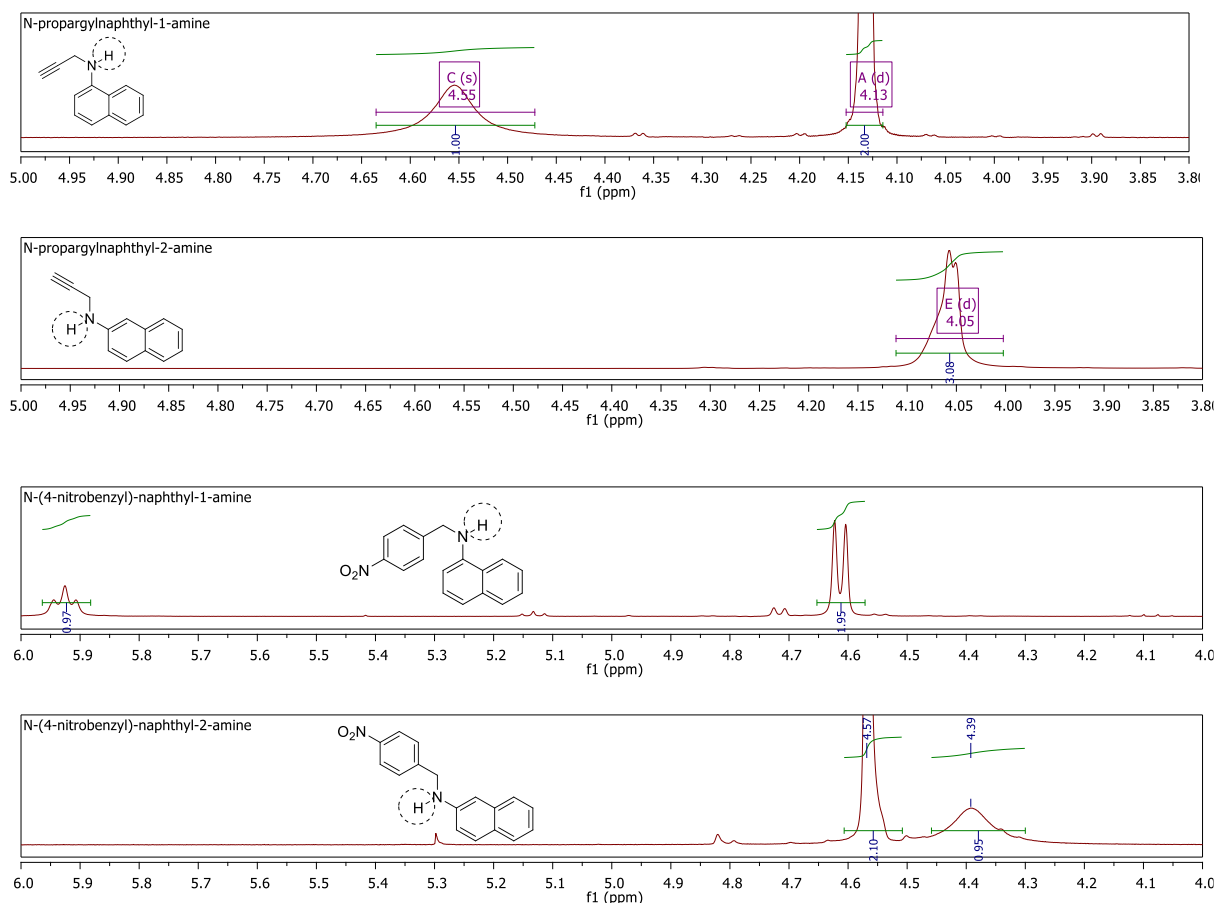 N-propargylnaphthyl-1-amine
H
N
C (s)
4.55
A (d)
4.13
1.00
2.00
5.00 4.95 4.90 4.85 4.80 4.75 4.70 4.65 4.60 4.55 4.50 4.45 4.40 4.35 4.30 4.25 4.20 4.15 4.10 4.05 4.00 3.95 3.90 3.85 3.80
f1 (ppm)
N-propargylnaphthyl-2-amine
H N
E (d)
4.05
3.08
5.00 4.95 4.90 4.85 4.80 4.75 4.70 4.65 4.60 4.55 4.50 4.45 4.40 4.35 4.30 4.25 4.20 4.15 4.10 4.05 4.00 3.95 3.90 3.85 3.8
f1 (ppm)
N-(4-nitrobenzyl)-naphthyl-1-amine
H
N
O2N
0.97
1.95
6.0 5.9 5.8 5.7 5.6 5.5 5.4 5.3 5.2 5.1 5.0 4.9 4.8 4.7 4.6 4.5 4.4 4.3 4.2 4.1 4.0
f1 (ppm)
N-(4-nitrobenzyl)-naphthyl-2-amine
O2N
H N
4.57
4.39
2.10
0.95
6.0 5.9 5.8 5.7 5.6 5.5 5.4 5.3 5.2 5.1 5.0 4.9 4.8 4.7 4.6 4.5 4.4 4.3 4.2 4.1 4.0
f1 (ppm)